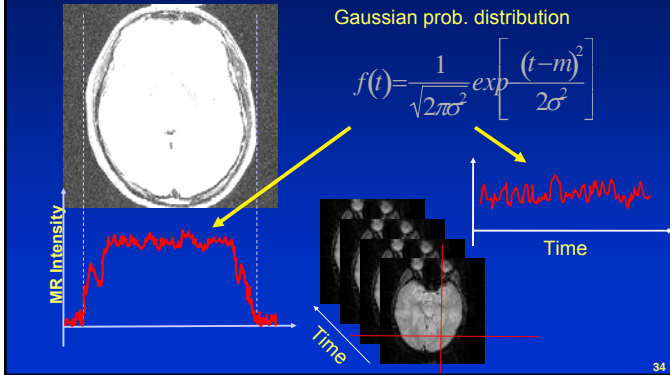 Gaussian prob. distribution
f(t)=1/√2πσ² exp[(t−m)²/2σ²]
MR Intensity
Time
Time
34